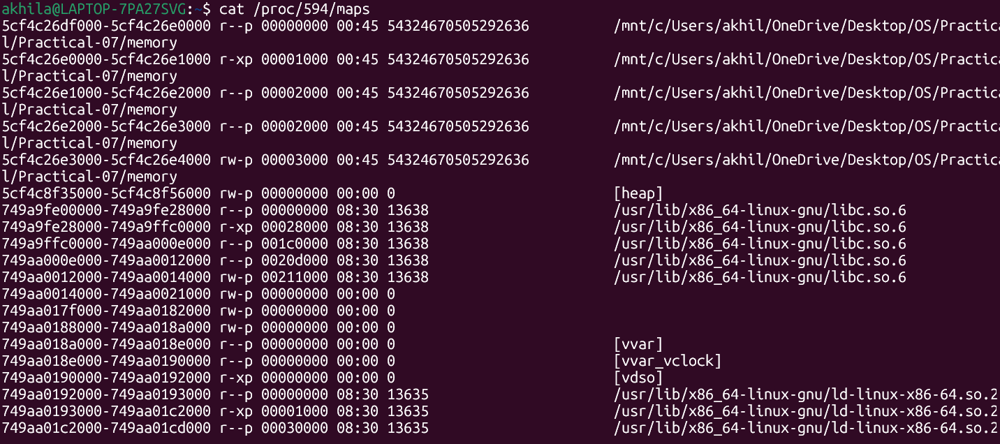 akhila@LAPTOP-7PA27SVG:~$ cat /proc/594/maps
5cf4c26df000-5cf4c26e0000 r--p 00000000 00:45 54324670505292636 /mnt/c/Users/akhil/OneDrive/Desktop/OS/Practica
l/Practical-07/memory
5cf4c26e0000-5cf4c26e1000 r-xp 00001000 00:45 54324670505292636 /mnt/c/Users/akhil/OneDrive/Desktop/OS/Practica
l/Practical-07/memory
5cf4c26e1000-5cf4c26e2000 r--p 00002000 00:45 54324670505292636 /mnt/c/Users/akhil/OneDrive/Desktop/OS/Practica
l/Practical-07/memory
5cf4c26e2000-5cf4c26e3000 r--p 00002000 00:45 54324670505292636 /mnt/c/Users/akhil/OneDrive/Desktop/OS/Practica
l/Practical-07/memory
5cf4c26e3000-5cf4c26e4000 rw-p 00003000 00:45 54324670505292636 /mnt/c/Users/akhil/OneDrive/Desktop/OS/Practica
l/Practical-07/memory
5cf4c8f35000-5cf4c8f56000 rw-p 00000000 00:00 0 [heap]
749a9fe00000-749a9fe28000 r--p 00000000 08:30 13638 /usr/lib/x86_64-linux-gnu/libc.so.6
749a9fe28000-749a9ffc0000 r-xp 00028000 08:30 13638 /usr/lib/x86_64-linux-gnu/libc.so.6
749a9ffc0000-749aa000e000 r--p 001c0000 08:30 13638 /usr/lib/x86_64-linux-gnu/libc.so.6
749aa000e000-749aa0012000 r--p 0020d000 08:30 13638 /usr/lib/x86_64-linux-gnu/libc.so.6
749aa0012000-749aa0014000 rw-p 00211000 08:30 13638 /usr/lib/x86_64-linux-gnu/libc.so.6
749aa0014000-749aa0021000 rw-p 00000000 00:00 0
749aa017f000-749aa0182000 rw-p 00000000 00:00 0
749aa0188000-749aa018a000 rw-p 00000000 00:00 0
749aa018a000-749aa018e000 r--p 00000000 00:00 0 [vvar]
749aa018e000-749aa0190000 r--p 00000000 00:00 0 [vvar_vclock]
749aa0190000-749aa0192000 r-xp 00000000 00:00 0 [vdso]
749aa0192000-749aa0193000 r--p 00000000 08:30 13635 /usr/lib/x86_64-linux-gnu/ld-linux-x86-64.so.2
749aa0193000-749aa01c2000 r-xp 00001000 08:30 13635 /usr/lib/x86_64-linux-gnu/ld-linux-x86-64.so.2
749aa01c2000-749aa01cd000 r--p 00030000 08:30 13635 /usr/lib/x86_64-linux-gnu/ld-linux-x86-64.so.2